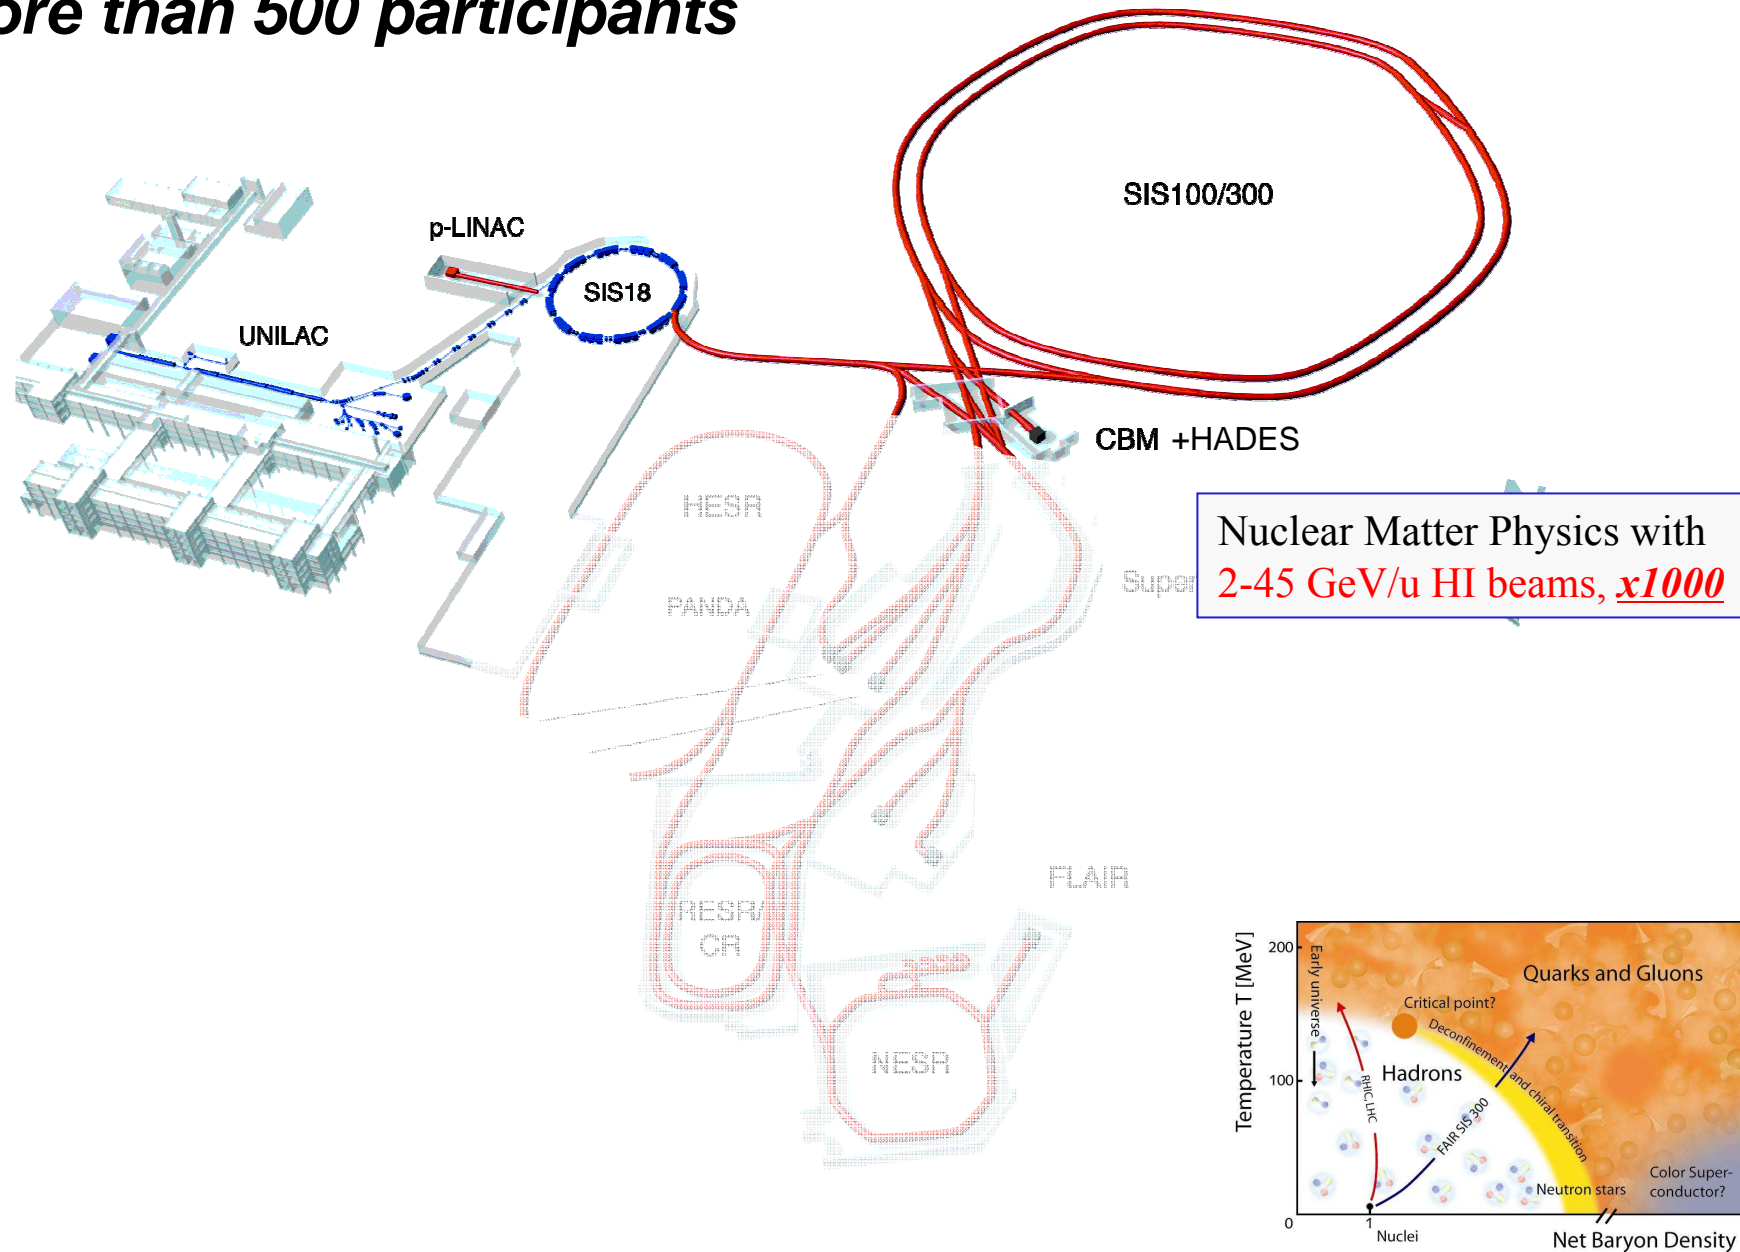 ore than 500 participants
SIS100/300
p-LINAC
SIS18
UNILAC
CBM +HADES
HESR
Nuclear Matter Physics with
2-45 GeV/u HI beams, x1000
Super
PANDA
FLAIR
RESR/
CR
NESR
Temperature T [MeV]
200
100
0
Early universe
Quarks and Gluons
Critical point?
Deconfinement and chiral transition
Hadrons
RHIC, LHC
FAIR SIS 300
Neutron stars
Color Super-
conductor?
1
Nuclei
Net Baryon Density